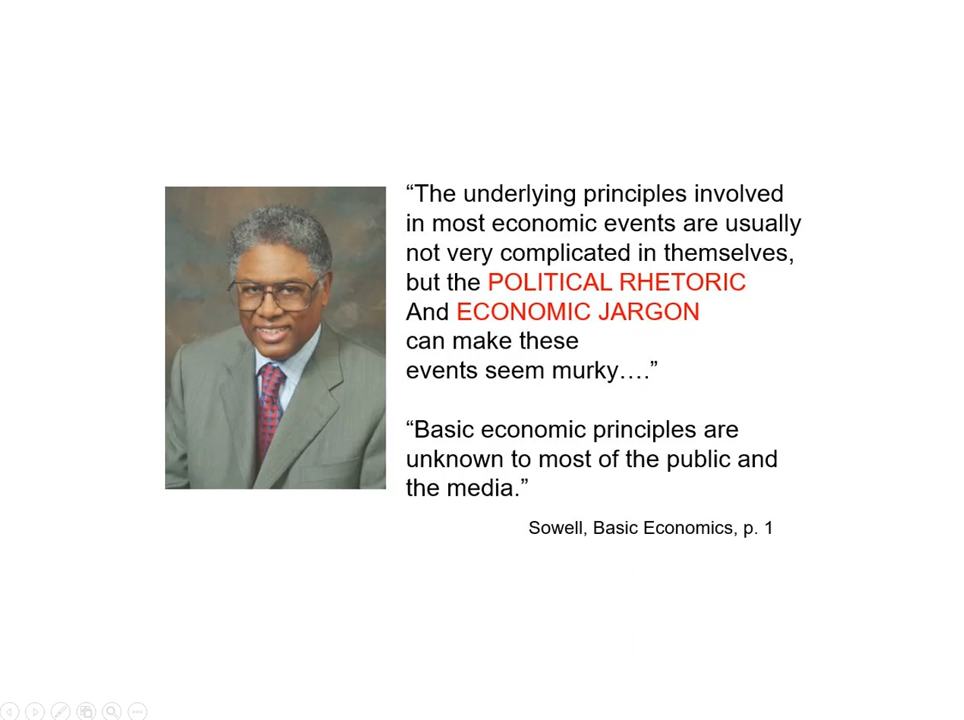 “The underlying principles involved
in most economic events are usually
not very complicated in themselves,
but the POLITICAL RHETORIC
And ECONOMIC JARGON
can make these
events seem murky….”
“Basic economic principles are
unknown to most of the public and
the media.”
Sowell, Basic Economics, p. 1